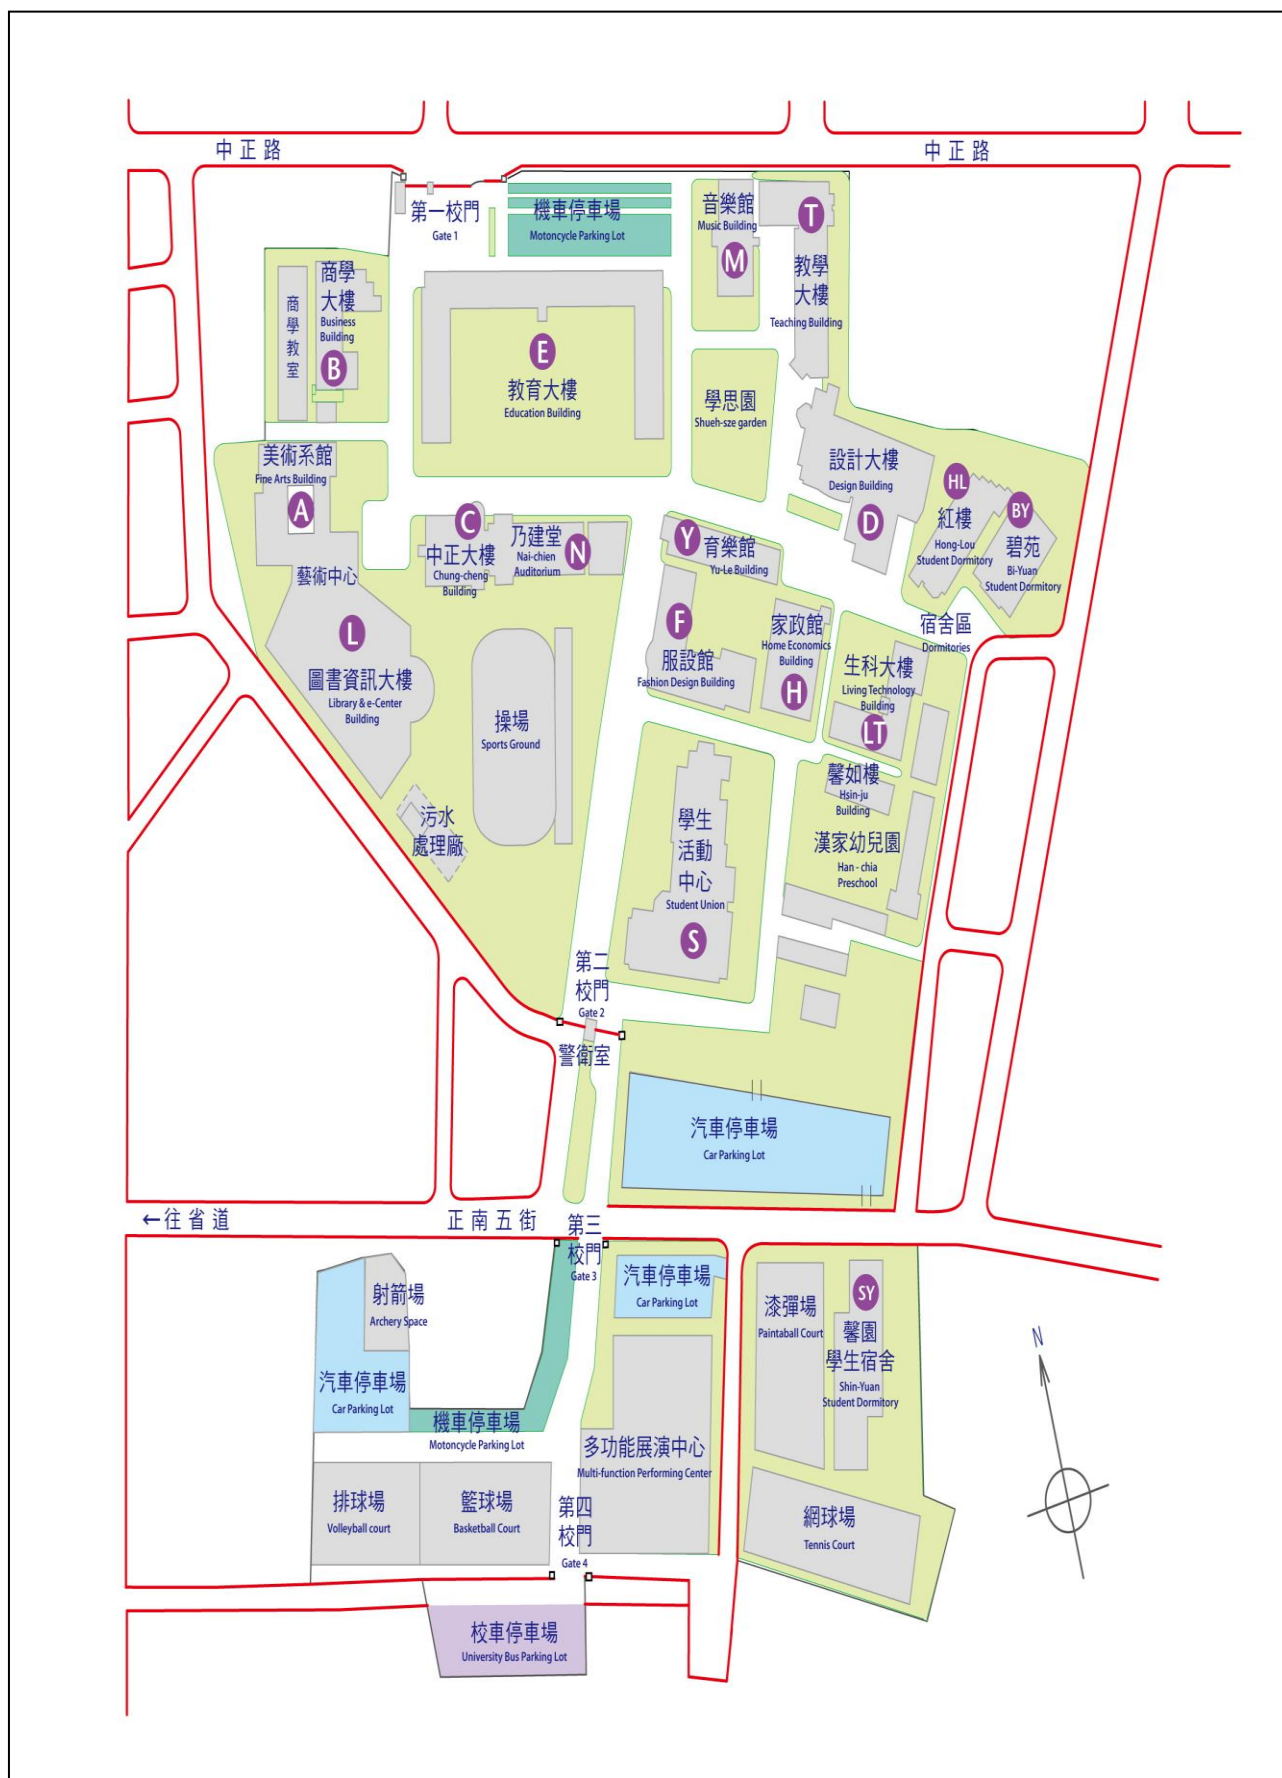 中正路
中正路
第一校門
Gate 1
機車停車場
Motoncycle Parking Lot
音樂館
Music Building
M
T
教學
大樓
Teaching Building
商學
大樓
Business
Building
B
商學教室
E
教育大樓
Education Building
學思園
Shueh-sze garden
美術系館
Fine Arts Building
A
設計大樓
Design Building
D
HL
紅樓
Hong-Lou
Student Dormitory
BY
碧苑
Bi-Yuan
Student Dormitory
C
中正大樓
Chung-cheng
Building
乃建堂
Nai-chien
Auditorium
N
Y
育樂館
Yu-Le Building
藝術中心
L
圖書資訊大樓
Library & e-Center
Building
F
服設館
Fashion Design Building
家政館
Home Economics
Building
H
宿舍區
Dormitories
生科大樓
Living Technology
Building
LT
操場
Sports Ground
馨如樓
Hsin-ju
Building
污水
處理廠
學生
活動
中心
Student Union
S
漢家幼兒園
Han - chia
Preschool
第二
校門
Gate 2
警衛室
汽車停車場
Car Parking Lot
←往省道
正南五街
第三
校門
Gate 3
汽車停車場
Car Parking Lot
射箭場
Archery Space
漆彈場
Paintaball Court
SY
馨園
學生宿舍
Shin-Yuan
Student Dormitory
汽車停車場
Car Parking Lot
機車停車場
Motoncycle Parking Lot
多功能展演中心
Multi-function Performing Center
N
排球場
Volleyball court
籃球場
Basketball Court
第四
校門
Gate 4
網球場
Tennis Court
校車停車場
University Bus Parking Lot